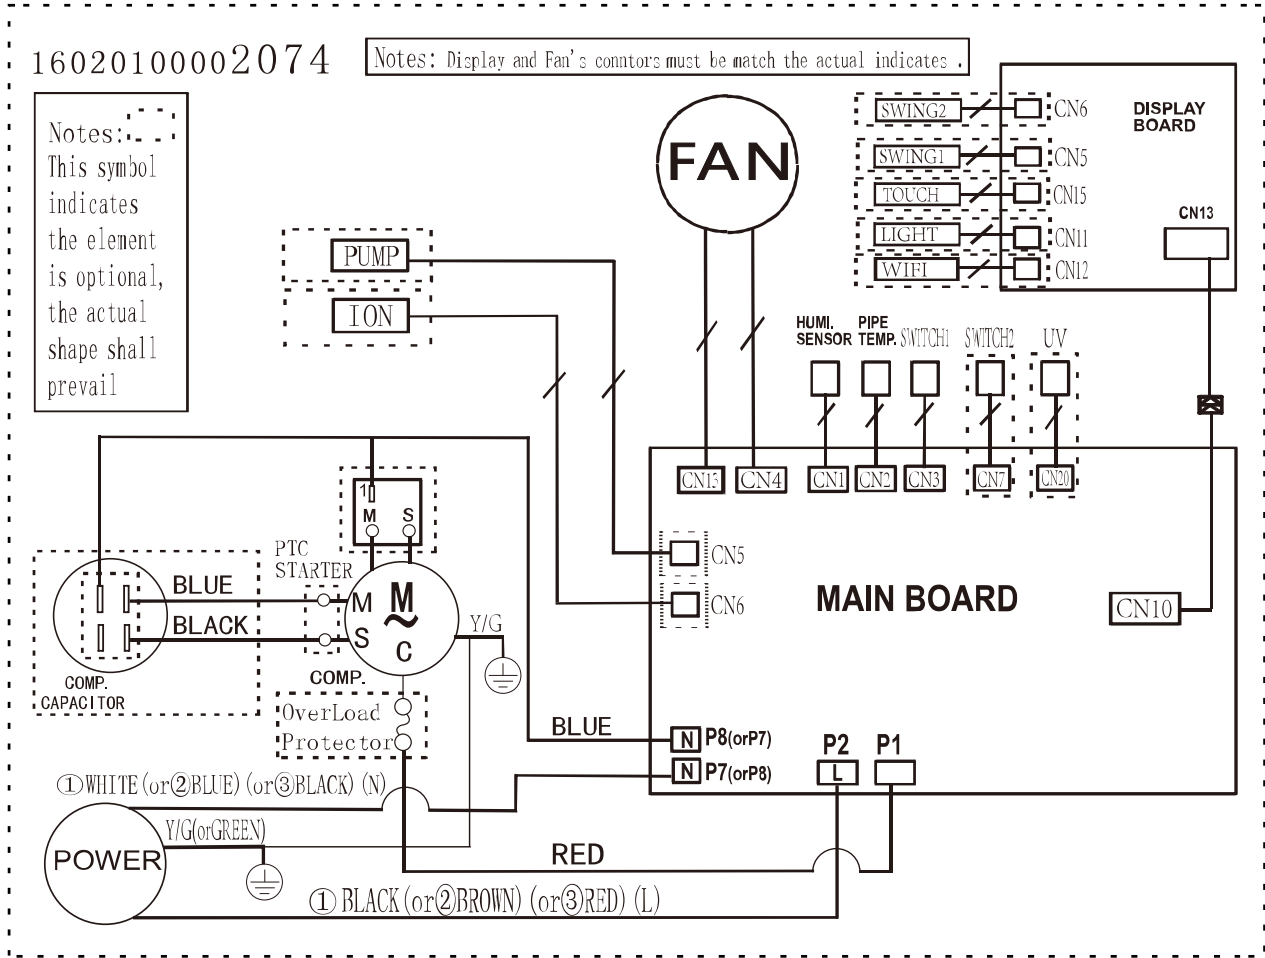 16020100002074
Notes: Display and Fan's conntors must be match the actual indicates .
Notes:
This symbol
indicates
the element
is optional,
the actual
shape shall
prevail
FAN
SWING2
CN6
SWING1
CN5
TOUCH
CN15
LIGHT
CN11
WIFI
CN12
DISPLAY
BOARD
CN13
PUMP
ION
HUMI.
SENSOR
PIPE
TEMP.
SWITCH1
SWITCH2
UV
CN13
CN4
CN1
CN2
CN3
CN7
CN20
1
M S
PTC
STARTER
CN5
CN6
MAIN BOARD
CN10
BLUE
BLACK
M
S
M
~
C
Y/G
COMP.
COMP.
CAPACITOR
OverLoad
Protector
BLUE
N P8(orP7)
N P7(orP8)
P2
L
P1
①WHITE(or②BLUE)(or③BLACK)(N)
Y/G(orGREEN)
POWER
RED
①BLACK(or②BROWN)(or③RED)(L)